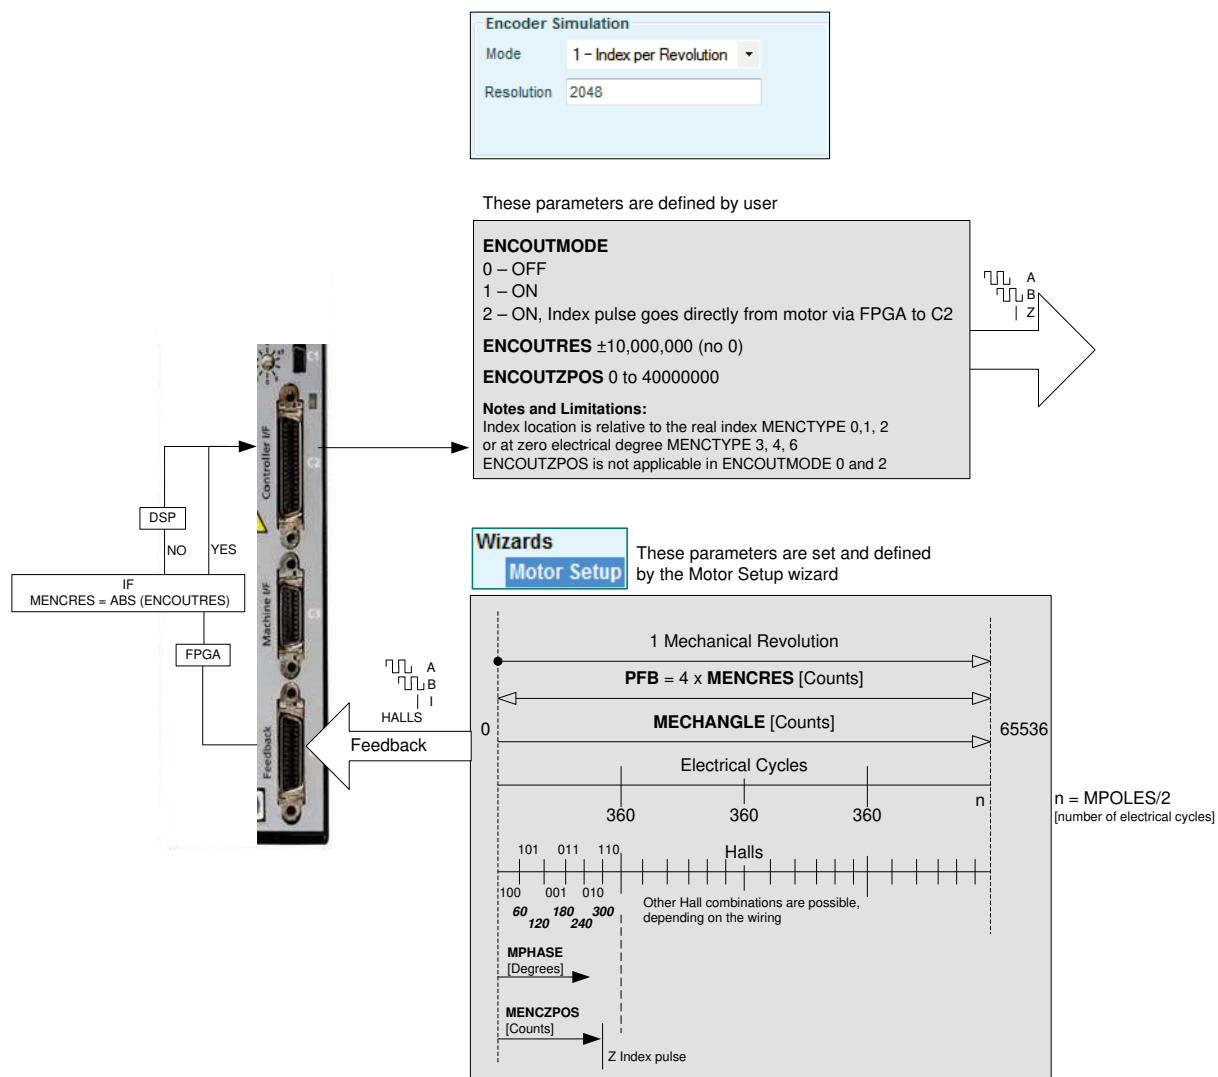 Encoder Simulation
Mode
1 – Index per Revolution
Resolution
2048
These parameters are defined by user
ENCOUTMODE
0 – OFF
1 – ON
2 – ON, Index pulse goes directly from motor via FPGA to C2
ENCOUTRES ±10,000,000 (no 0)
ENCOUTZPOS 0 to 40000000
Notes and Limitations:
Index location is relative to the real index MENCTYPE 0,1, 2
or at zero electrical degree MENCTYPE 3, 4, 6
ENCOUTZPOS is not applicable in ENCOUTMODE 0 and 2
A
B
Z
C1
Controller I/F
C2
Machine I/F
C3
Feedback
DSP
NO
YES
IF
MENCRES = ABS (ENCOUTRES)
FPGA
A
B
I
HALLS
Feedback
Wizards
Motor Setup
These parameters are set and defined
by the Motor Setup wizard
1 Mechanical Revolution
PFB = 4 x MENCRES [Counts]
MECHANGLE [Counts]
0
65536
Electrical Cycles
n
360 360 360
n = MPOLES/2
[number of electrical cycles]
Halls
101 011 110
100 001 010
60 180 300
120 240
Other Hall combinations are possible,
depending on the wiring
MPHASE
[Degrees]
MENCZPOS
[Counts]
Z Index pulse